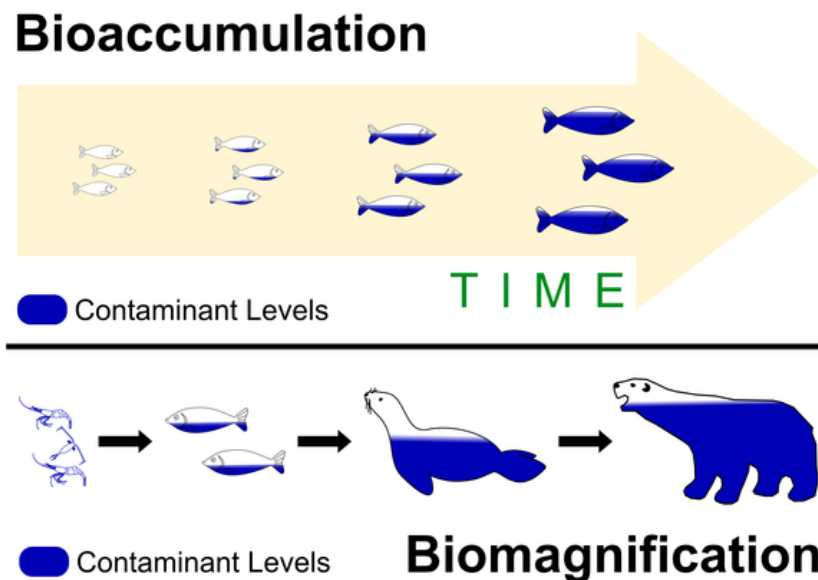 Bioaccumulation
TIME
Contaminant Levels
Contaminant Levels
Biomagnification